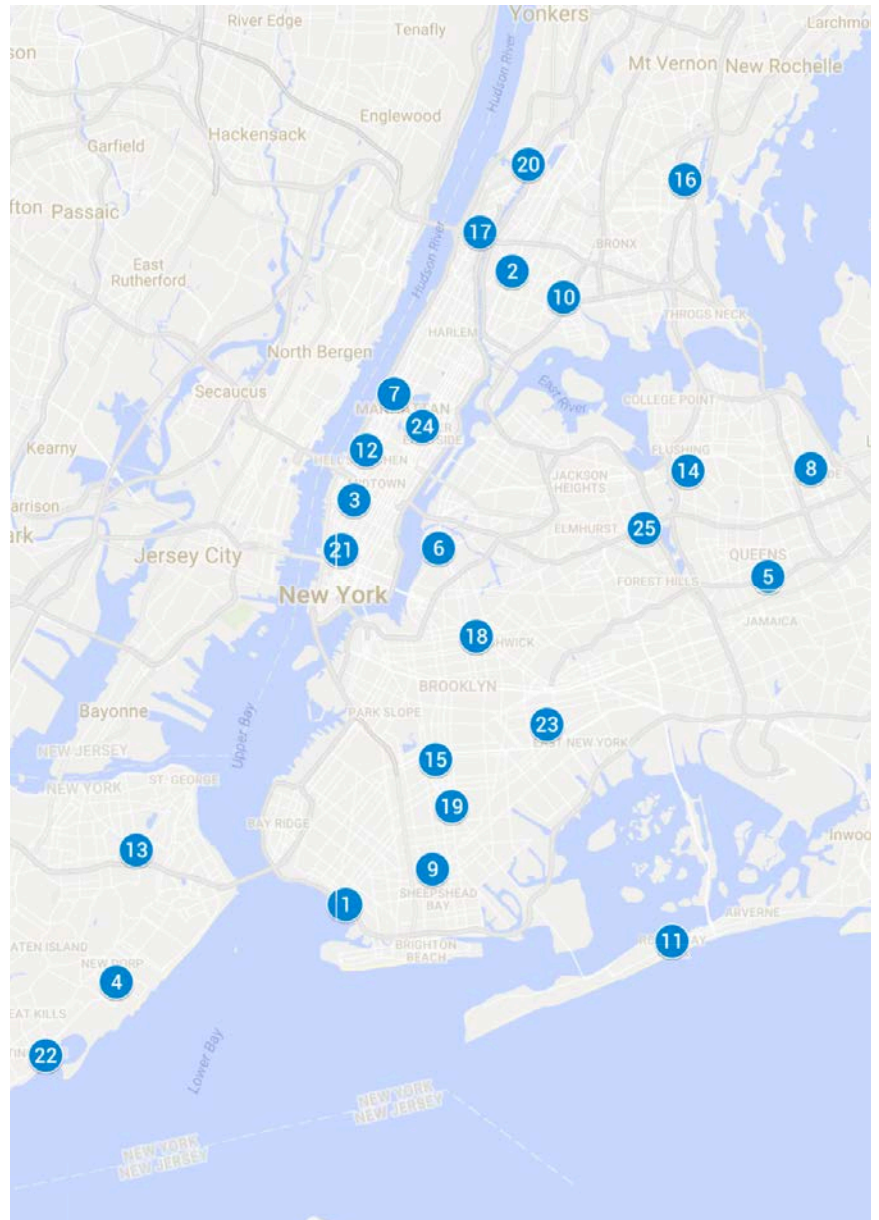 Yonkers
River Edge
Tenafly
Larchmo
son
Hudson River
Mt Vernon
New Rochelle
Englewood
Hackensack
Garfield
20
16
fton
Passaic
17
BRONX
East
Rutherford
2
Hudson River
10
THROGS NECK
HARLEM
North Bergen
East River
Secaucus
7
MANHATTAN
COLLEGE POINT
24
Kearny
12
FLUSHING
JACKSON
HEIGHTS
14
8
MIDTOWN
3
arrison
ark
ELMHURST
25
Jersey City
21
6
QUEENS
5
FOREST HILLS
New York
JAMAICA
18
BROOKLYN
Bayonne
PARK SLOPE
Upper Bay
23
EAST NEW YORK
NEW JERSEY
NEW YORK
ST. GEORGE
15
19
BAY RIDGE
13
Inwoo
9
SHEEPSHEAD
BAY
1
ARVERNE
11
BRIGHTON
BEACH
ATEN ISLAND
NEW DORP
4
EAT KILLS
22
Lower Bay
NEW YORK
NEW JERSEY
NEW YORK
NEW JERSEY